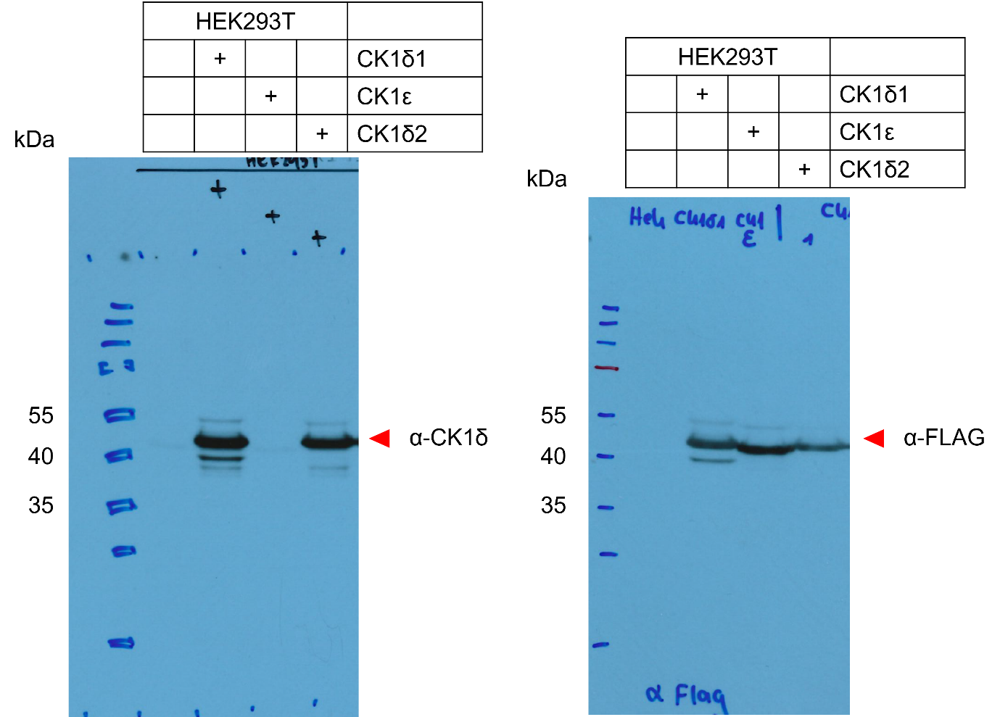 HEK293T
+ CK1δ1
+ CK1ε
+ CK1δ2
kDa
HEK293T
+
+
+
55
40
35
α-CK1δ
HEK293T
+ CK1δ1
+ CK1ε
+ CK1δ2
kDa
Hek CK1δ1 CK1
ε 1
55
40
35
α-FLAG
α Flag